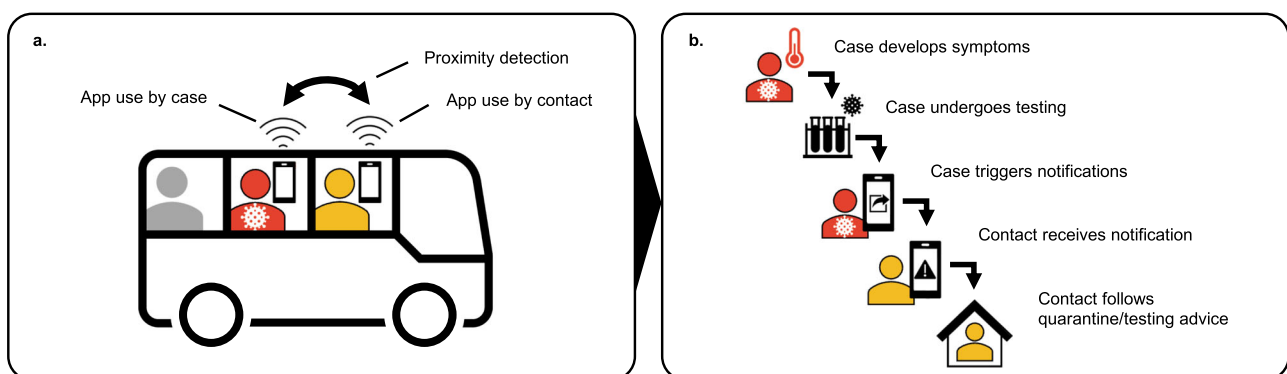 a.
Proximity detection
App use by case
App use by contact
b.
Case develops symptoms
Case undergoes testing
Case triggers notifications
Contact receives notification
Contact follows
quarantine/testing advice